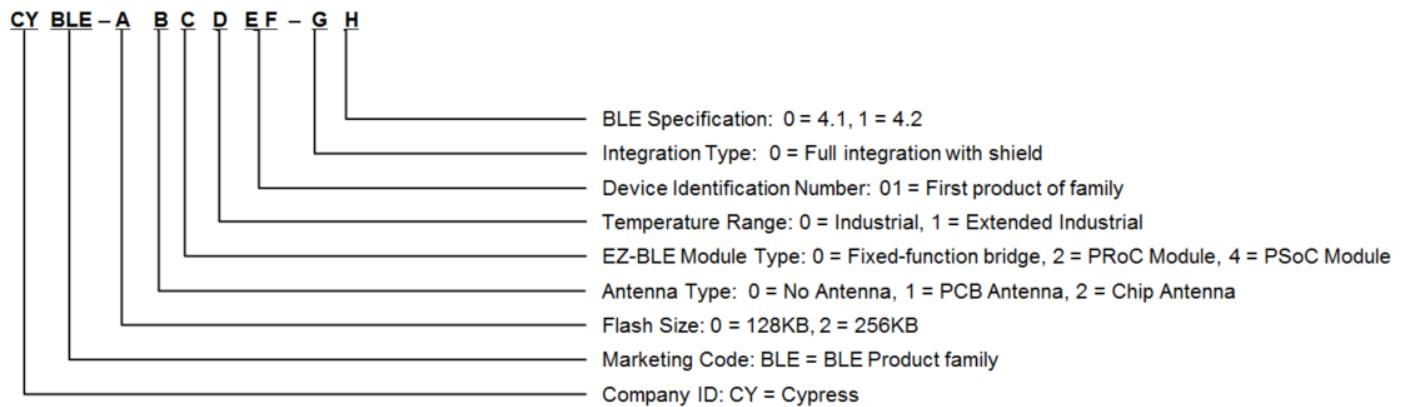 CY BLE – A B C D E F – G H
BLE Specification: 0 = 4.1, 1 = 4.2
Integration Type: 0 = Full integration with shield
Device Identification Number: 01 = First product of family
Temperature Range: 0 = Industrial, 1 = Extended Industrial
EZ-BLE Module Type: 0 = Fixed-function bridge, 2 = PRoC Module, 4 = PSoC Module
Antenna Type: 0 = No Antenna, 1 = PCB Antenna, 2 = Chip Antenna
Flash Size: 0 = 128KB, 2 = 256KB
Marketing Code: BLE = BLE Product family
Company ID: CY = Cypress